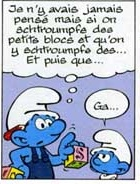 Je n'y avais jamais
pensé mais si on
schtroumpfe des
petits blocs et qu'on
y schtroumpfe des...
Et puis que...
Ga...